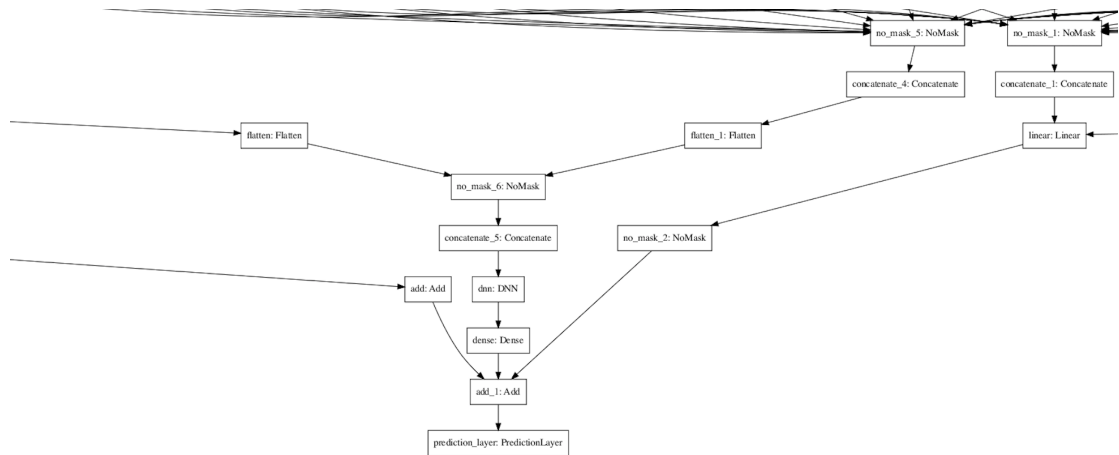 no_mask_5: NoMask
no_mask_1: NoMask
concatenate_4: Concatenate
concatenate_1: Concatenate
flatten: Flatten
flatten_1: Flatten
linear: Linear
no_mask_6: NoMask
concatenate_5: Concatenate
no_mask_2: NoMask
add: Add
dnn: DNN
dense: Dense
add_1: Add
prediction_layer: PredictionLayer